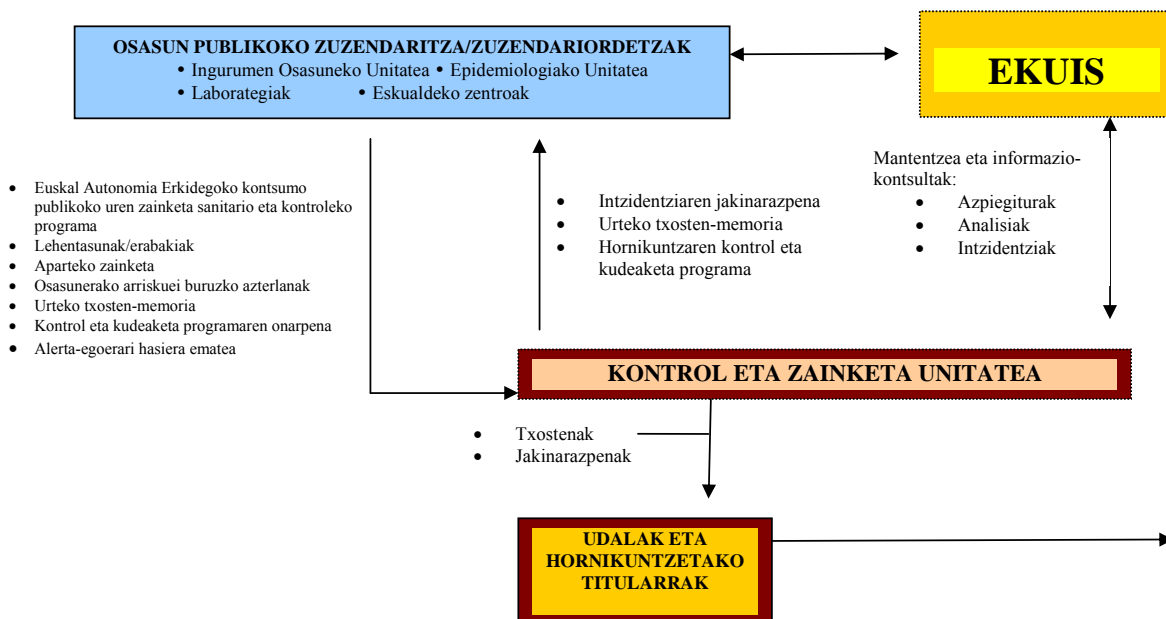 OSASUN PUBLIKOKO ZUZENDARITZA/ZUZENDARIORDETZAK
• Ingurumen Osasuneko Unitatea • Epidemiologiako Unitatea
• Laborategiak • Eskualdeko zentroak
EKUIS
• Euskal Autonomia Erkidegoko kontsumo
publikoko uren zainketa sanitario eta kontroleko
programa
• Lehentasunak/erabakiak
• Aparteko zainketa
• Osasunerako arriskuei buruzko azterlanak
• Urteko txosten-memoria
• Kontrol eta kudeaketa programaren onarpena
• Alerta-egoerari hasiera ematea
• Intzidentziaren jakinarazpena
• Urteko txosten-memoria
• Hornikuntzaren kontrol eta
kudeaketa programa
Mantentzea eta informazio-
kontsultak:
• Azpiegiturak
• Analisiak
• Intzidentziak
KONTROL ETA ZAINKETA UNITATEA
• Txostenak
• Jakinarazpenak
UDALAK ETA
HORNIKUNTZETAKO
TITULARRAK